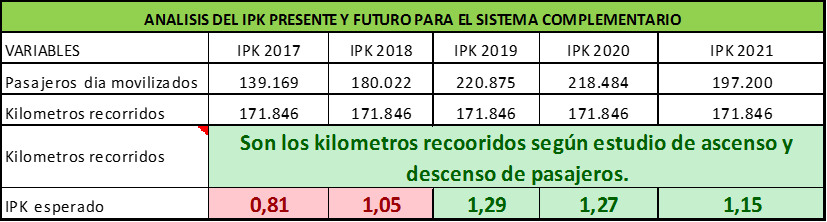 ANALISIS DEL IPK PRESENTE Y FUTURO PARA EL SISTEMA COMPLEMENTARIO
VARIABLES IPK 2017 IPK 2018 IPK 2019 IPK 2020 IPK 2021
Pasajeros dia movilizados 139.169 180.022 220.875 218.484 197.200
Kilometros recorridos 171.846 171.846 171.846 171.846 171.846
Kilometros recorridos
Son los kilometros recooridos según estudio de ascenso y
descenso de pasajeros.
IPK esperado 0,81 1,05 1,29 1,27 1,15